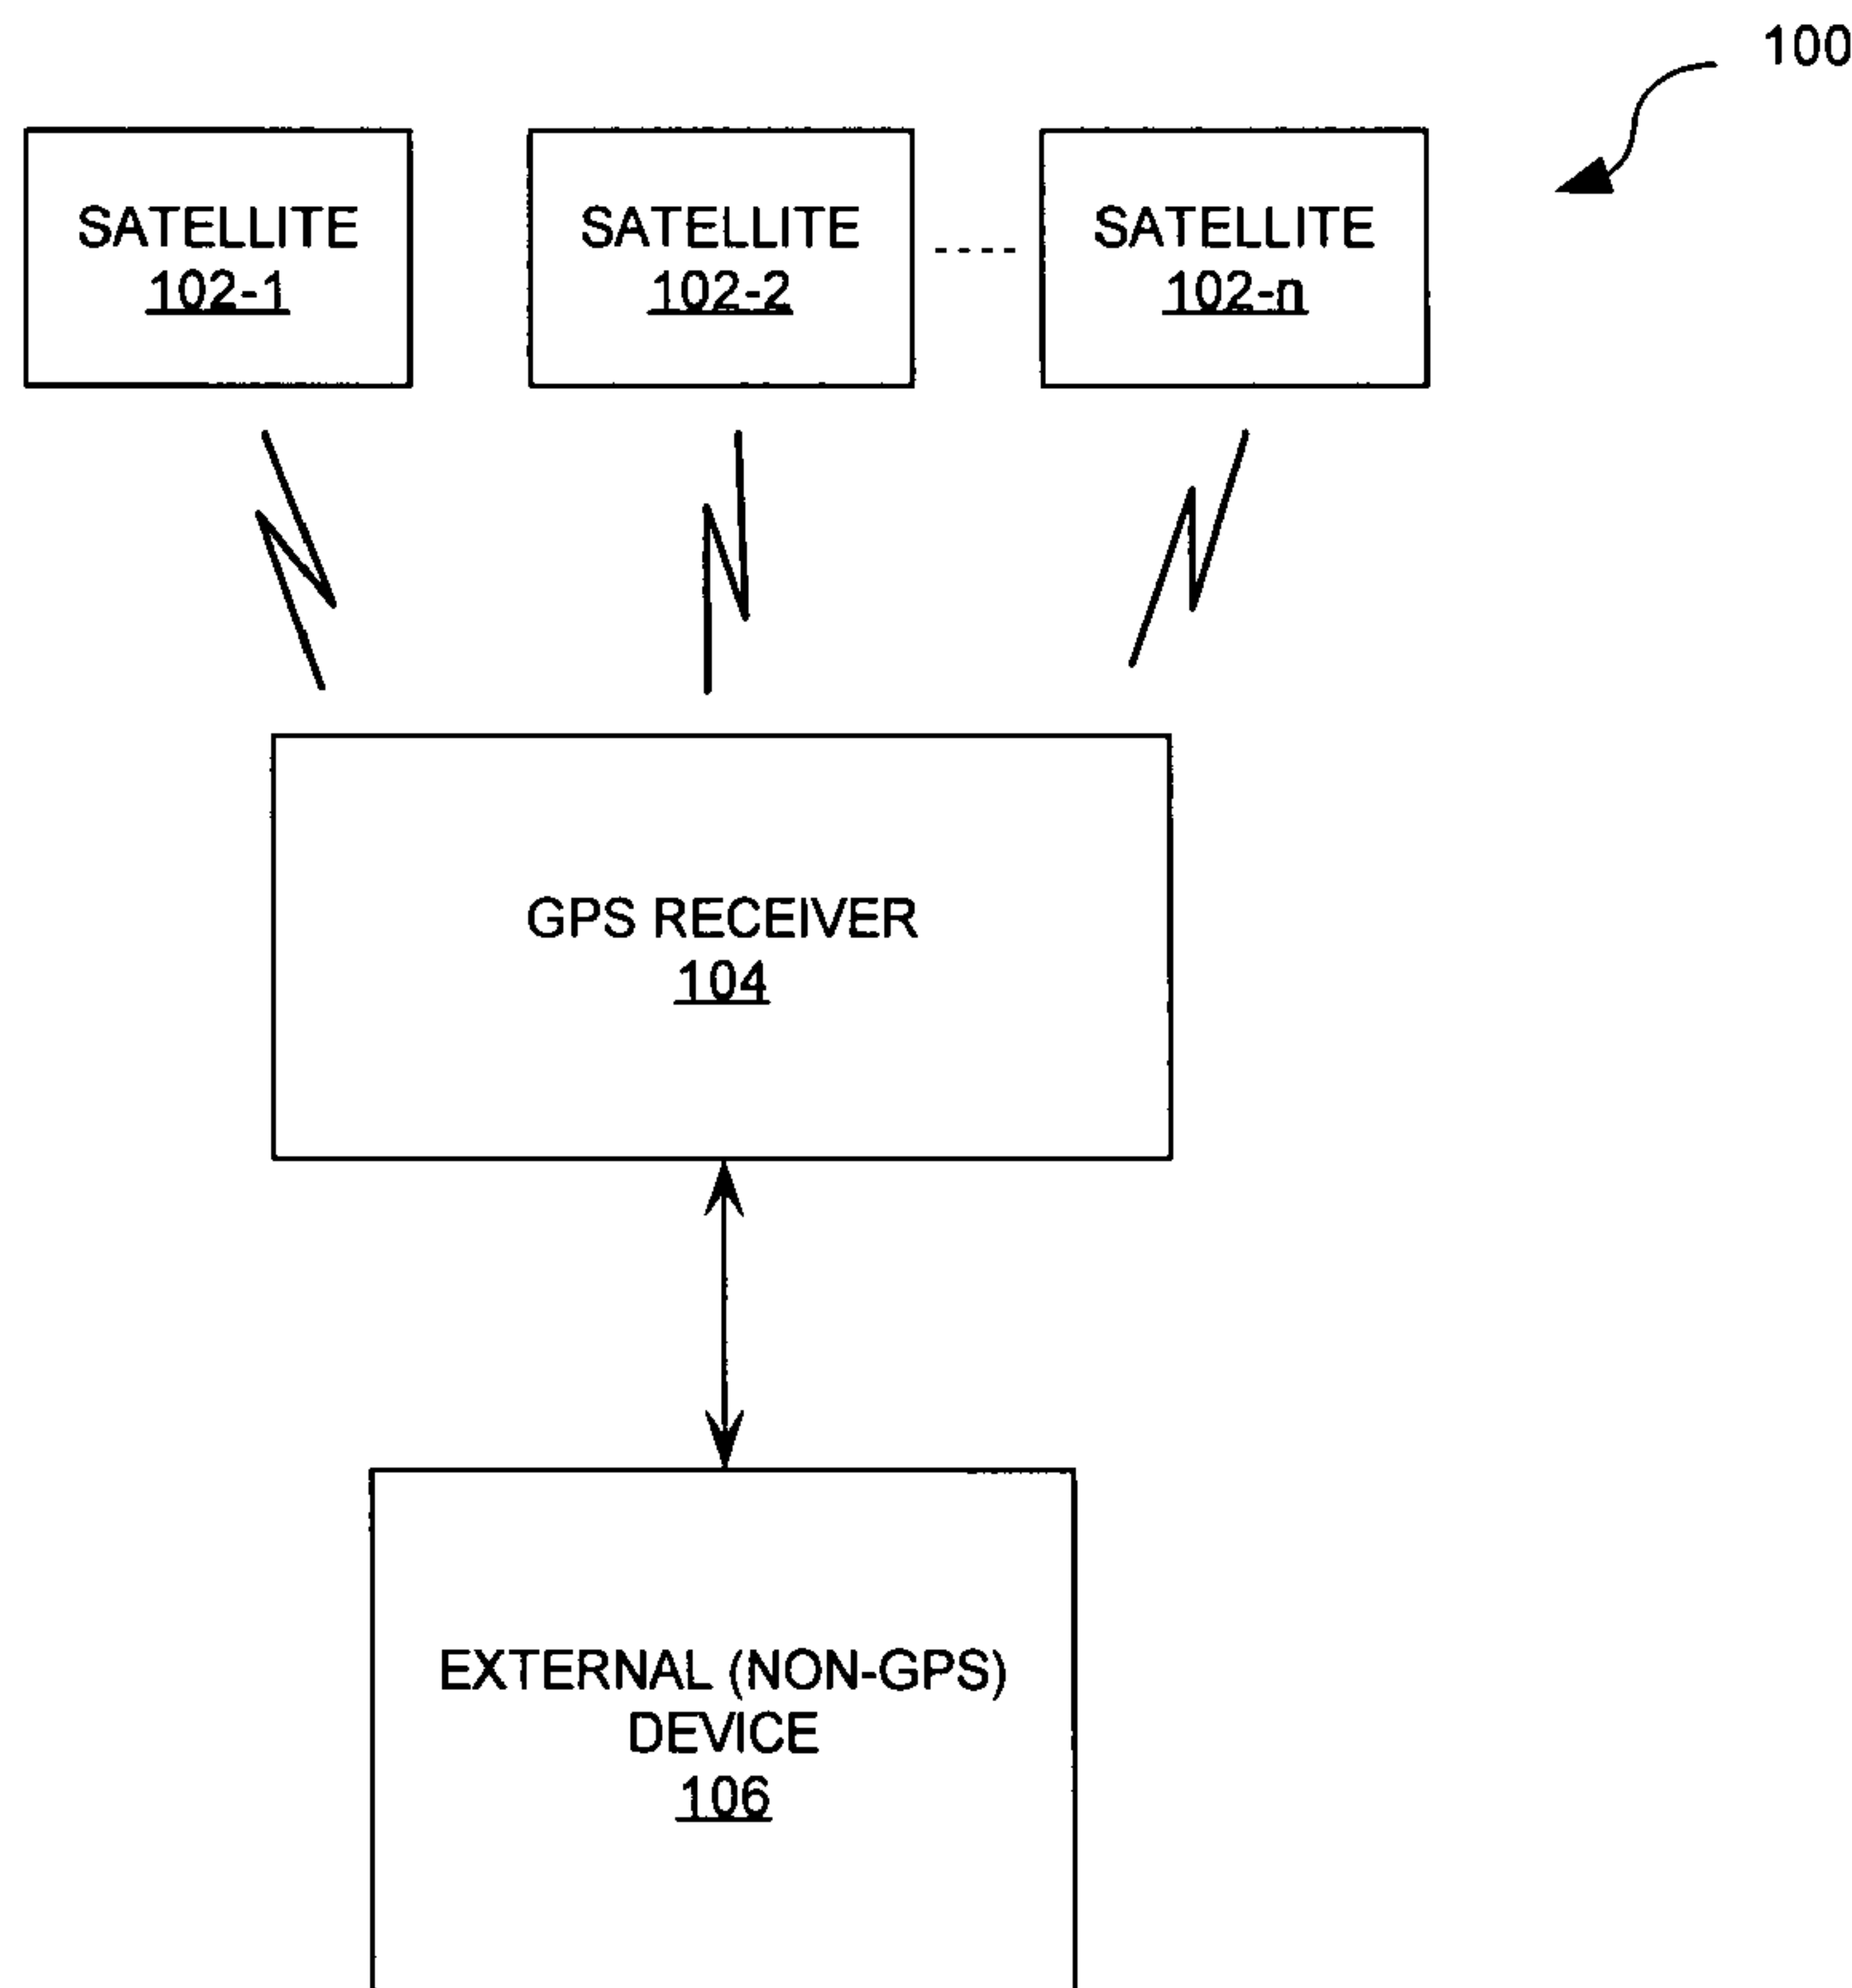 100
SATELLITE
102-1
SATELLITE
102-2
SATELLITE
102-n
GPS RECEIVER
104
EXTERNAL (NON-GPS)
DEVICE
106